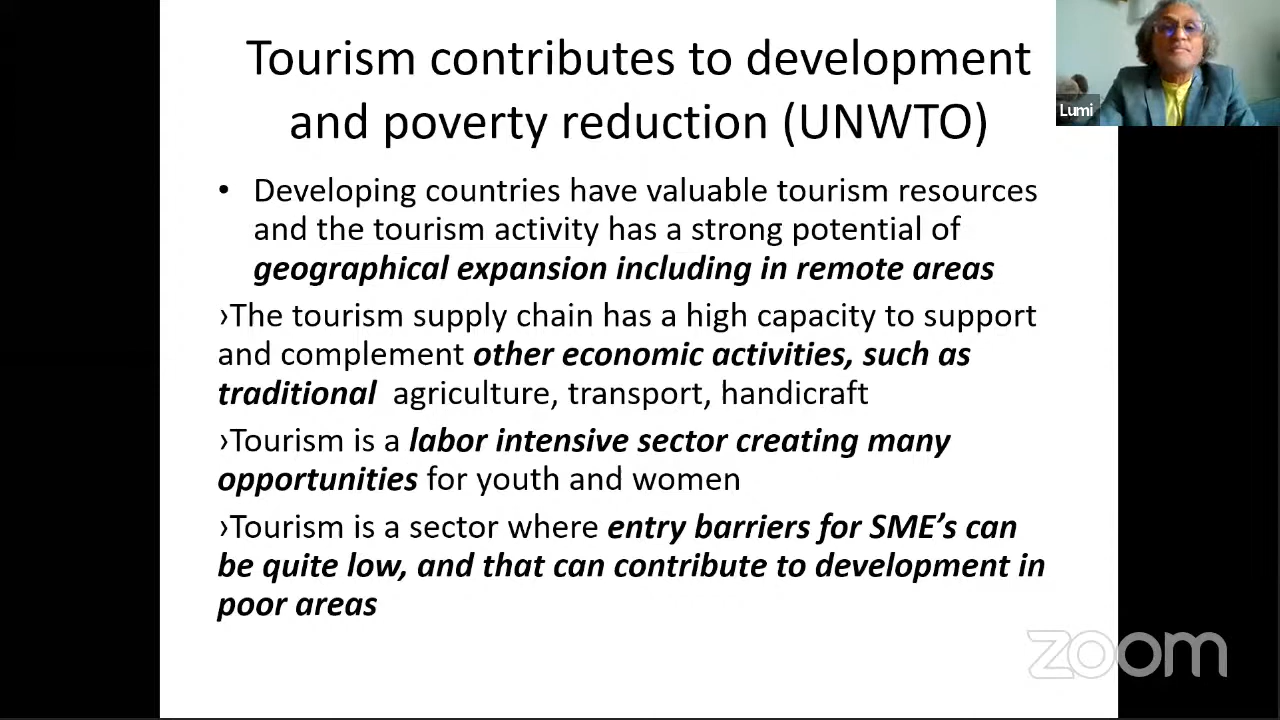 Tourism contributes to development
and poverty reduction (UNWTO)
Lumi
• Developing countries have valuable tourism resources
and the tourism activity has a strong potential of
geographical expansion including in remote areas
›The tourism supply chain has a high capacity to support
and complement other economic activities, such as
traditional agriculture, transport, handicraft
›Tourism is a labor intensive sector creating many
opportunities for youth and women
›Tourism is a sector where entry barriers for SME’s can
be quite low, and that can contribute to development in
poor areas
zoom